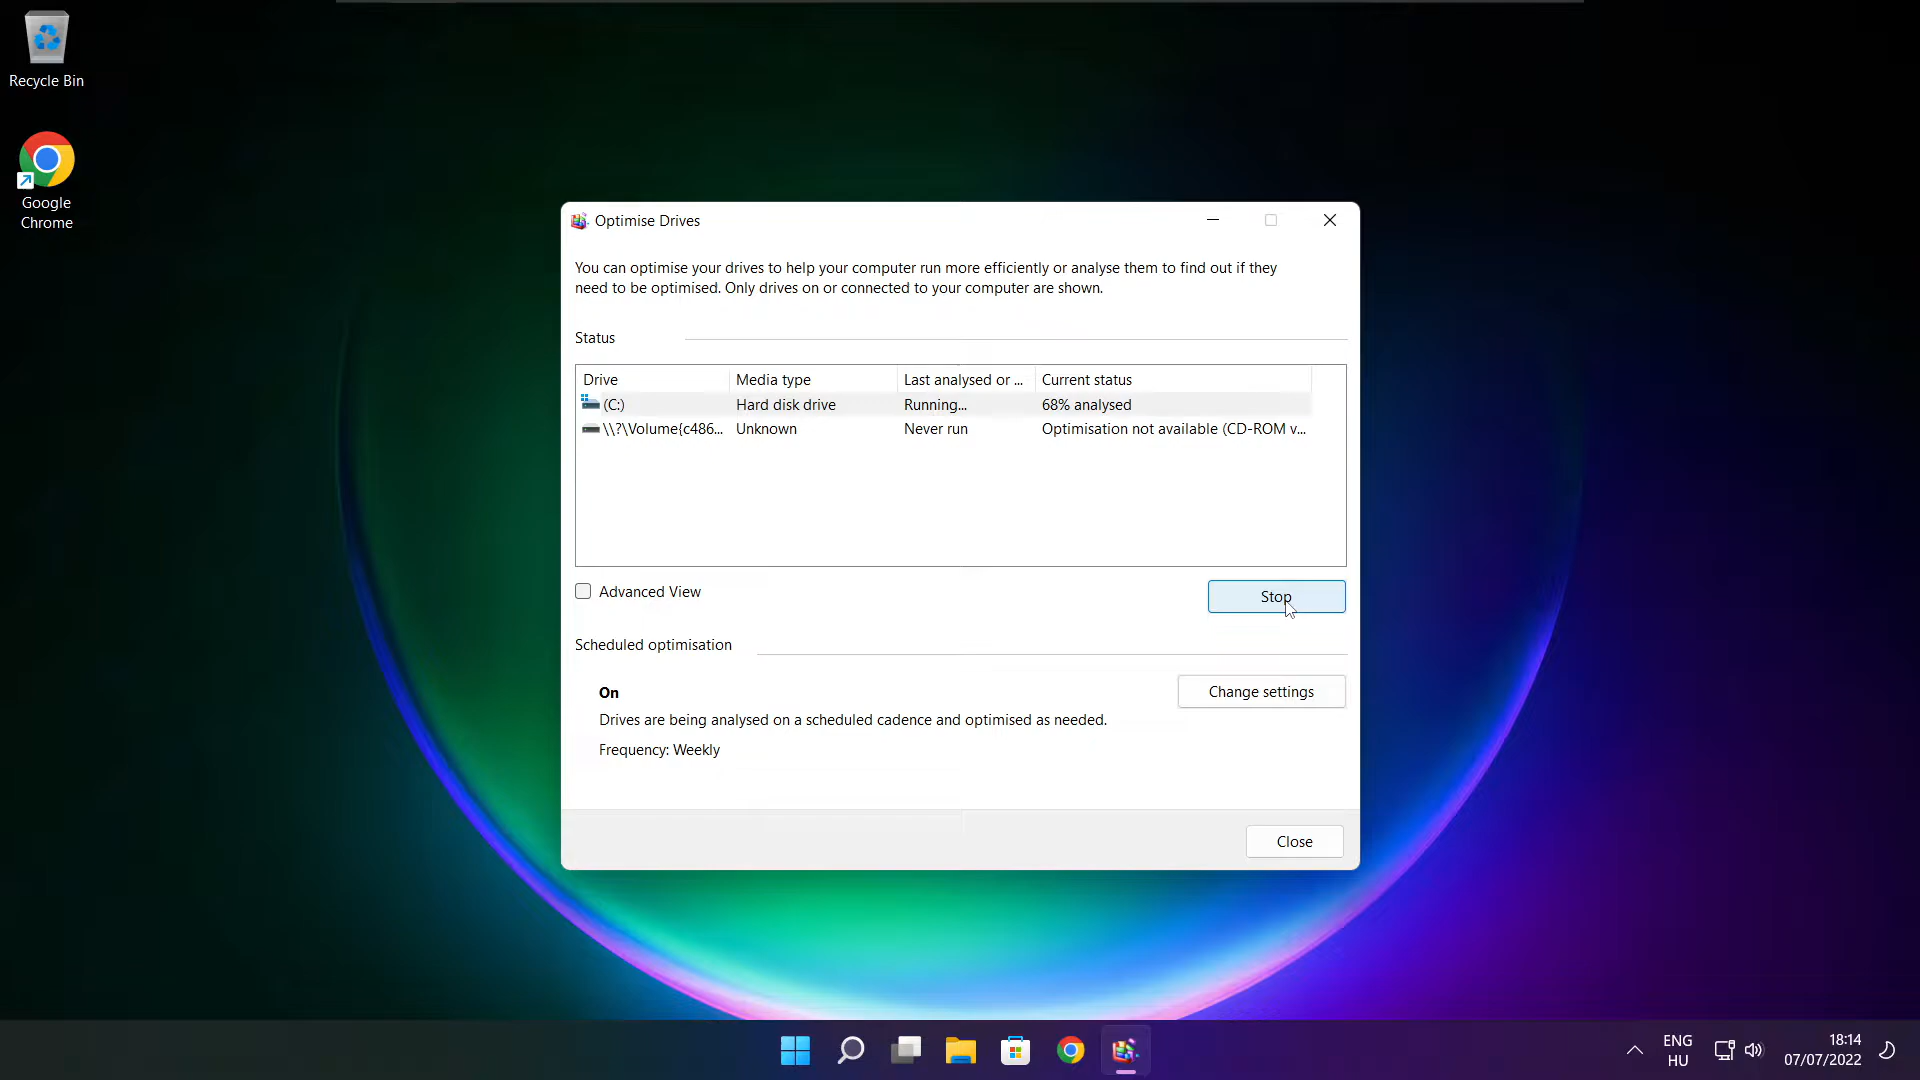 Recycle Bin
Google
Chrome
Optimise Drives
You can optimise your drives to help your computer run more efficiently or analyse them to find out if they
need to be optimised. Only drives on or connected to your computer are shown.
Status
Drive Media type Last analysed or ... Current status
(C:) Hard disk drive Running... 68% analysed
\\?\Volume{c486... Unknown Never run Optimisation not available (CD-ROM v...
Advanced View
Stop
Scheduled optimisation
On
Change settings
Drives are being analysed on a scheduled cadence and optimised as needed.
Frequency: Weekly
Close
ENG
HU
18:14
07/07/2022